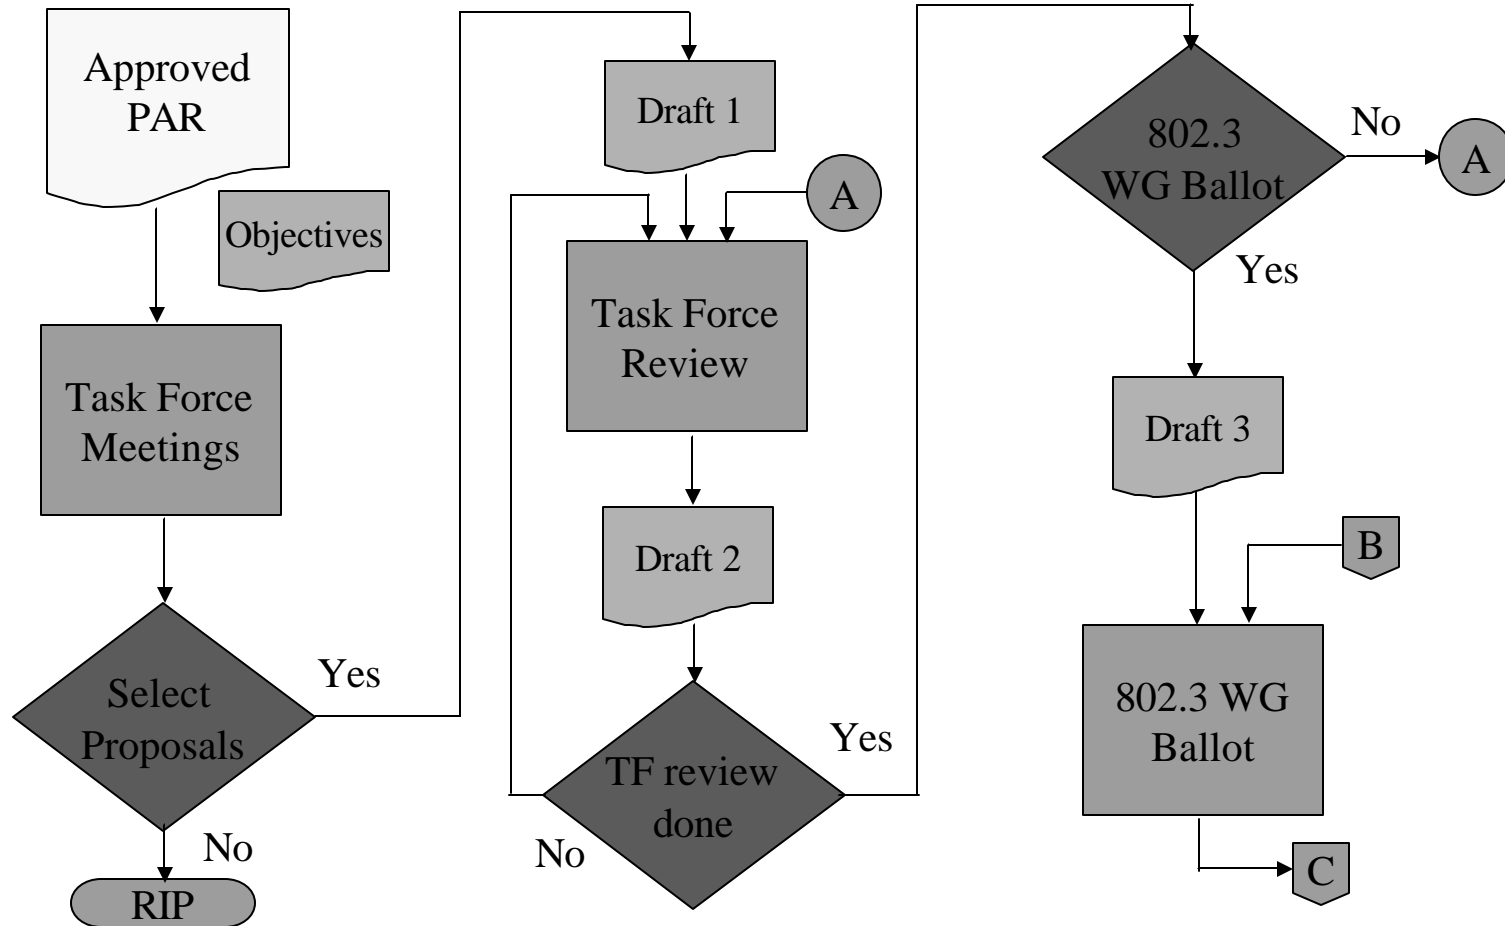 Approved
PAR
Objectives
Task Force
Meetings
Select
Proposals
Yes
No
RIP
Draft 1
A
Task Force
Review
Draft 2
TF review
done
Yes
No
802.3
WG Ballot
No
A
Yes
Draft 3
B
802.3 WG
Ballot
C